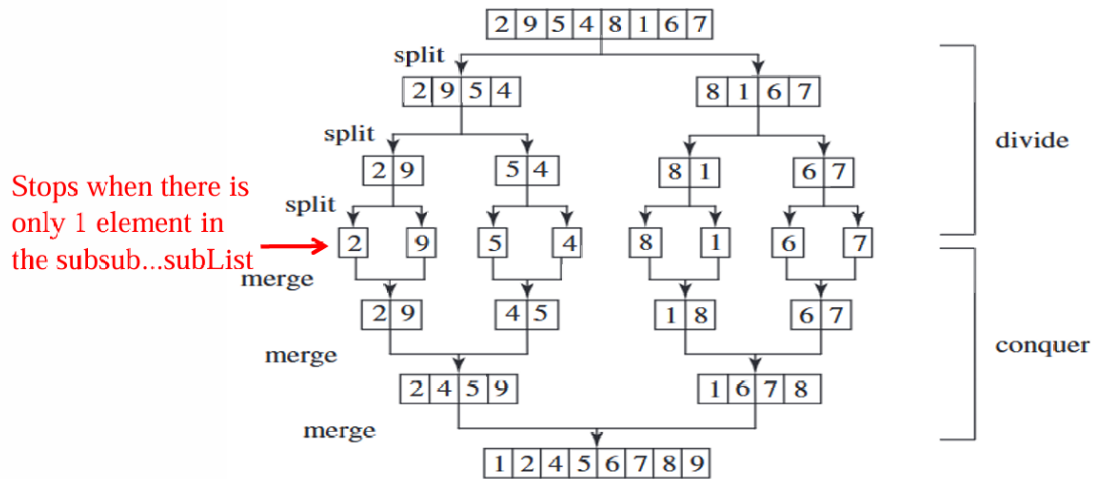 2 9 5 4 8 1 6 7
split
2 9 5 4 8 1 6 7
divide
split
2 9 5 4 8 1 6 7
Stops when there is
only 1 element in
the subsub...subList
split
2 9 5 4 8 1 6 7
merge
2 9 4 5 1 8 6 7
conquer
merge
2 4 5 9 1 6 7 8
merge
1 2 4 5 6 7 8 9